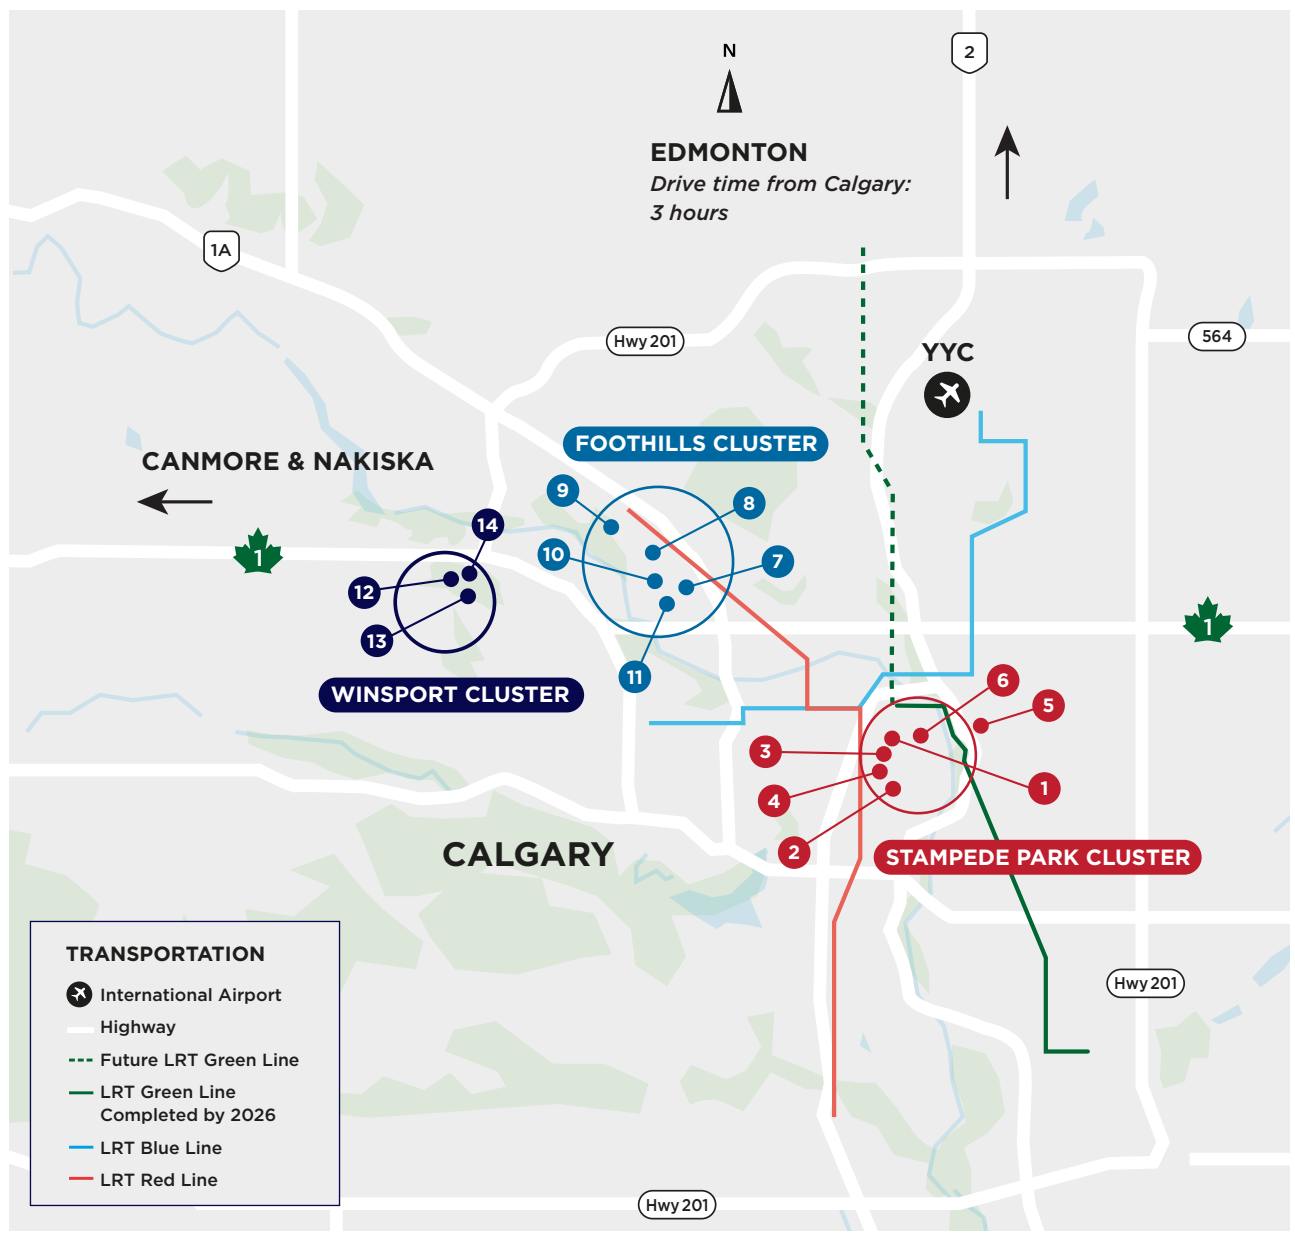 N
2
EDMONTON
Drive time from Calgary:
3 hours
1A
Hwy 201
564
YYC
FOOTHILLS CLUSTER
CANMORE & NAKISKA
9
8
14
1
10
7
12
13
11
1
WINSPORT CLUSTER
6
5
3
1
4
2
CALGARY
STAMPEDE PARK CLUSTER
TRANSPORTATION
International Airport
Highway
Future LRT Green Line
LRT Green Line
Completed by 2026
LRT Blue Line
LRT Red Line
Hwy 201
Hwy 201